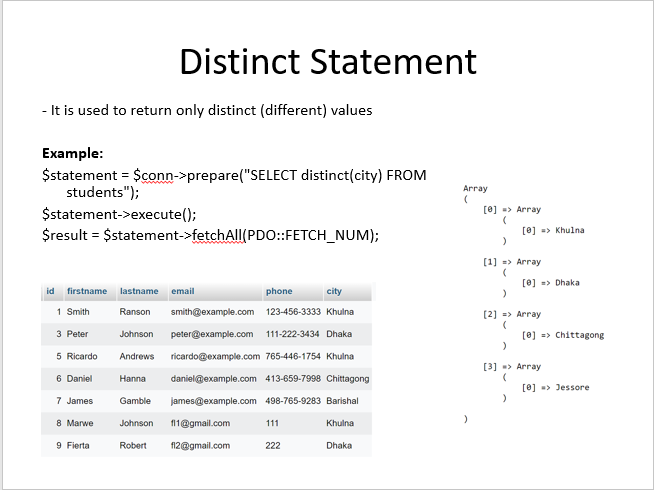 Distinct Statement
- It is used to return only distinct (different) values
Example:
$statement = $conn->prepare("SELECT distinct(city) FROM
students");
$statement->execute();
$result = $statement->fetchAll(PDO::FETCH_NUM);
id firstname lastname email phone city
1 Smith Ranson smith@example.com 123-456-3333 Khulna
3 Peter Johnson peter@example.com 111-222-3434 Dhaka
5 Ricardo Andrews ricardo@example.com 765-446-1754 Khulna
6 Daniel Hanna daniel@example.com 413-659-7998 Chittagong
7 James Gamble james@example.com 498-765-9283 Barishal
8 Marwe Johnson fl1@gmail.com 111 Khulna
9 Fierta Robert fl2@gmail.com 222 Dhaka
Array
(
[0] => Array
(
[0] => Khulna
)
[1] => Array
(
[0] => Dhaka
)
[2] => Array
(
[0] => Chittagong
)
[3] => Array
(
[0] => Jessore
)
)